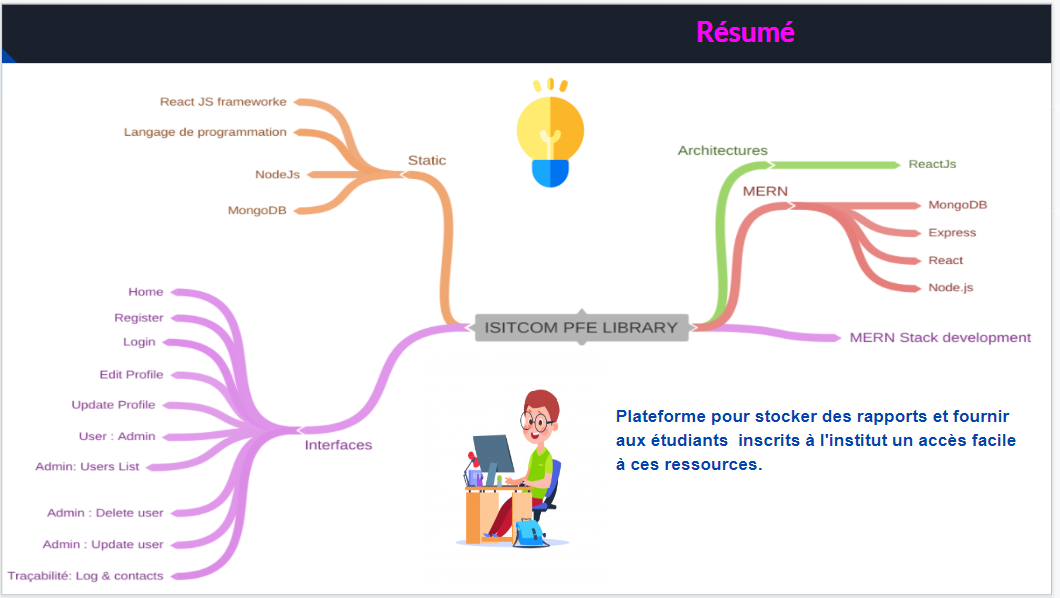 Résumé
React JS frameworke
Langage de programmation
NodeJs
MongoDB
Static
Architectures
ReactJs
MERN
MongoDB
Express
React
Node.js
ISITCOM PFE LIBRARY
MERN Stack development
Home
Register
Login
Edit Profile
Update Profile
User : Admin
Admin: Users List
Admin : Delete user
Admin : Update user
Traçabilité: Log & contacts
Interfaces
Plateforme pour stocker des rapports et fournir
aux étudiants inscrits à l'institut un accès facile
à ces ressources.